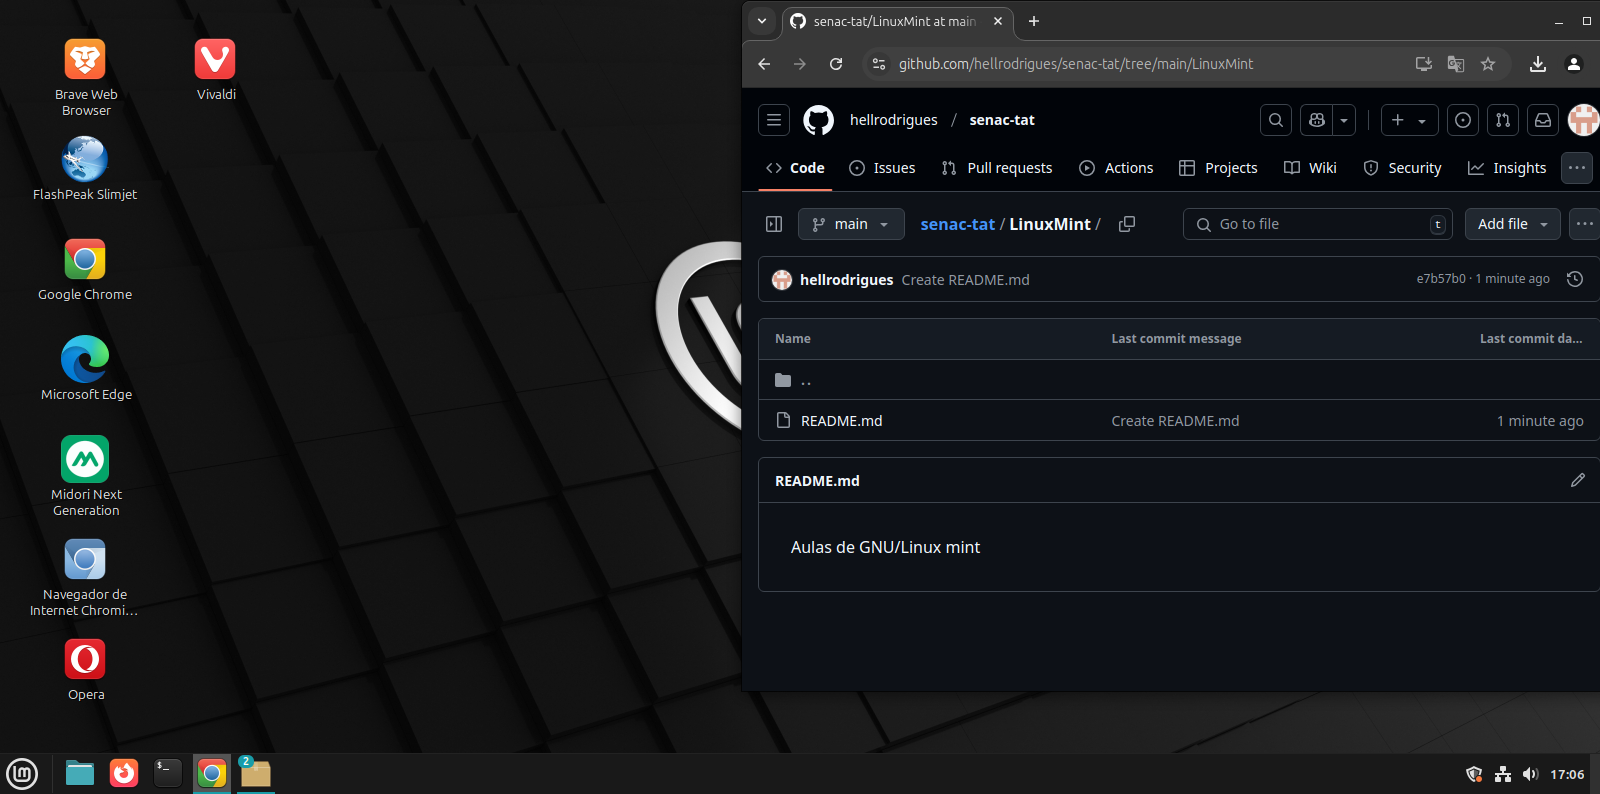 Brave Web
Browser
Vivaldi
FlashPeak Slimjet
Google Chrome
Microsoft Edge
Midori Next
Generation
Navegador de
Internet Chromi...
Opera
senac-tat/LinuxMint at main
github.com/hellrodrigues/senac-tat/tree/main/LinuxMint
hellrodrigues / senac-tat
Code Issues Pull requests Actions Projects Wiki Security Insights
main senac-tat / LinuxMint / Go to file t Add file
hellrodrigues Create README.md e7b57b0 · 1 minute ago
Name Last commit message Last commit da...
..
README.md Create README.md 1 minute ago
README.md
Aulas de GNU/Linux mint
2
17:06